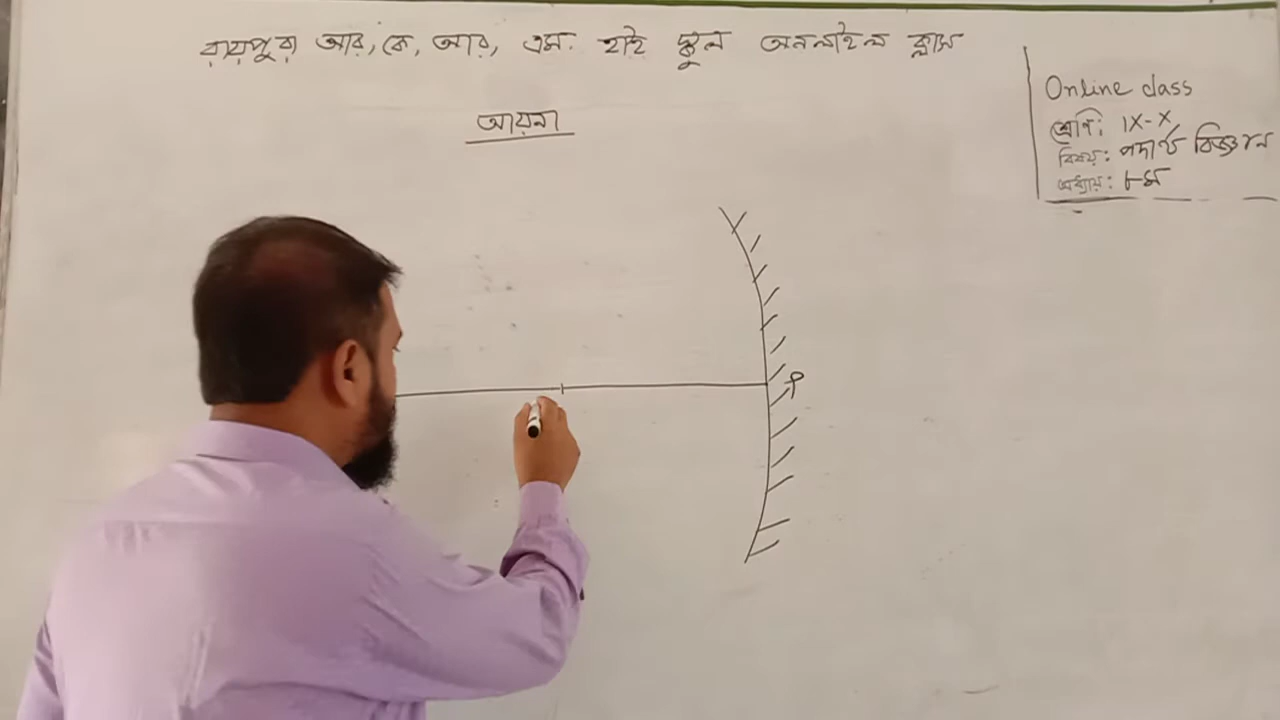 রায়পুরা আর, কে, আর, এম. হাই স্কুল অনলাইন ক্লাস
আয়না
Online class
শ্রেণি: IX-X
বিষয়: পদার্থ বিজ্ঞান
অধ্যায়: ৮ম
P